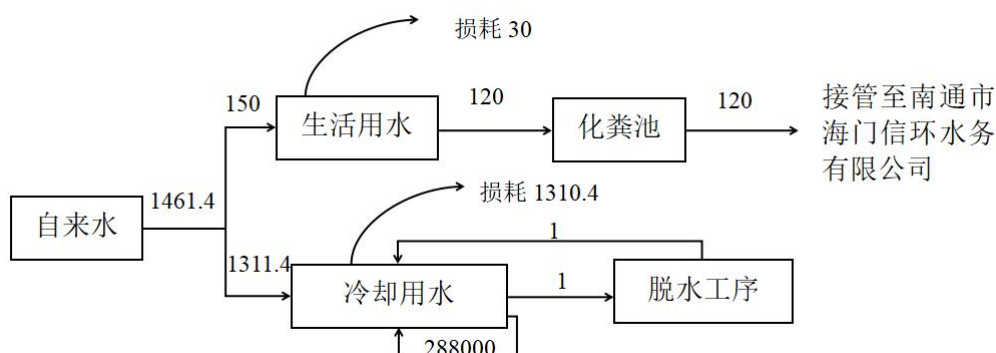 损耗 30
150
生活用水
120
化粪池
120
接管至南通市
海门信环水务
有限公司
自来水
1461.4
损耗 1310.4
1
1311.4
冷却用水
1
脱水工序
288000